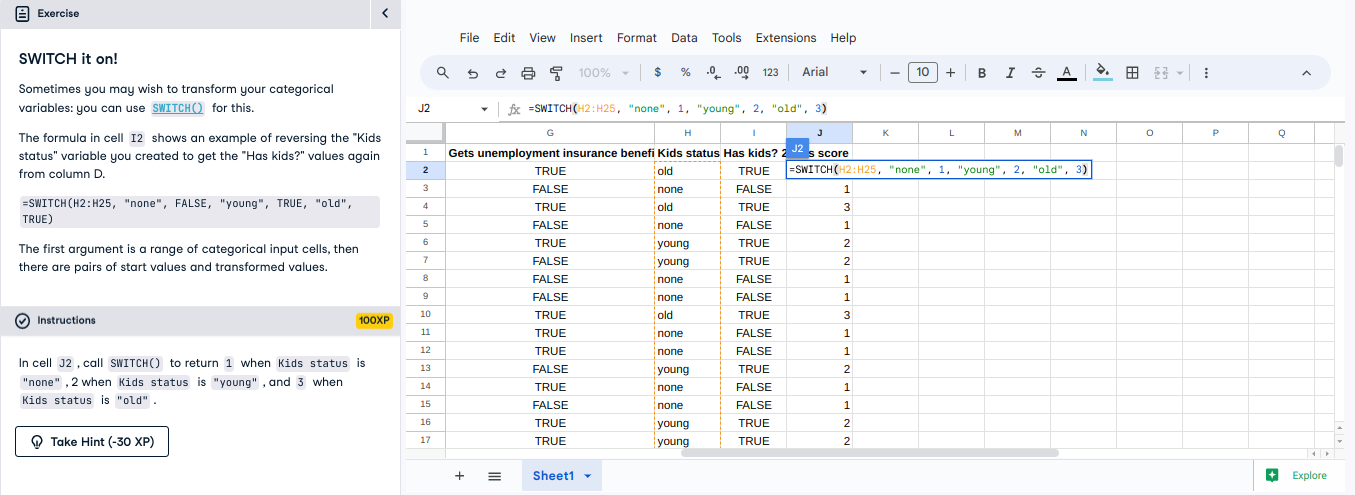 Exercise
SWITCH it on!
Sometimes you may wish to transform your categorical
variables: you can use SWITCH() for this.
The formula in cell I2 shows an example of reversing the "Kids
status" variable you created to get the "Has kids?" values again
from column D.
=SWITCH(H2:H25, "none", FALSE, "young", TRUE, "old",
TRUE)
The first argument is a range of categorical input cells, then
there are pairs of start values and transformed values.
Instructions
100XP
In cell J2 , call SWITCH() to return 1 when Kids status is
"none" , 2 when Kids status is "young" , and 3 when
Kids status is "old" .
Take Hint (-30 XP)
File Edit View Insert Format Data Tools Extensions Help
100% $ % .0 .00 123 Arial 10 B I S A
J2 fx =SWITCH(H2:H25, "none", 1, "young", 2, "old", 3)
G H I J K L M N O P Q
J2
1 Gets unemployment insurance benefi Kids status Has kids? 2 s score
2 TRUE old TRUE =SWITCH(H2:H25, "none", 1, "young", 2, "old", 3)
3 FALSE none FALSE 1
4 TRUE old TRUE 3
5 FALSE none FALSE 1
6 TRUE young TRUE 2
7 FALSE young TRUE 2
8 FALSE none FALSE 1
9 FALSE none FALSE 1
10 TRUE old TRUE 3
11 TRUE none FALSE 1
12 TRUE none FALSE 1
13 FALSE young TRUE 2
14 TRUE none FALSE 1
15 FALSE none FALSE 1
16 TRUE young TRUE 2
17 TRUE young TRUE 2
Sheet1
Explore